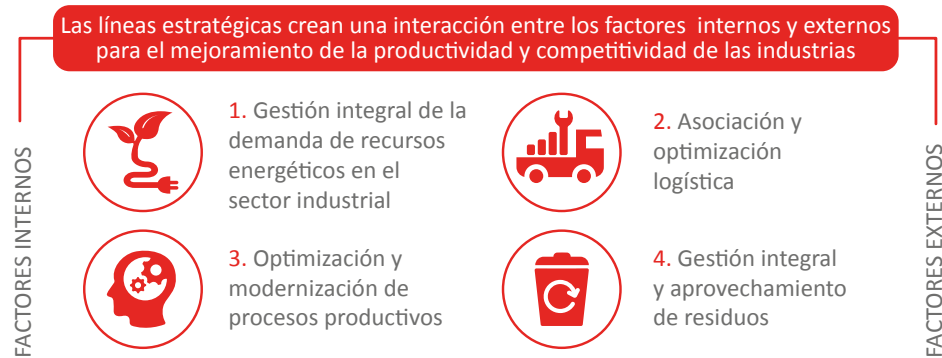 Las líneas estratégicas crean una interacción entre los factores  internos y externos
para el mejoramiento de la productividad y competitividad de las industrias
FACTORES INTERNOS
1. Gestión integral de la
demanda de recursos
energéticos en el
sector industrial
2. Asociación y
optimización
logística
3. Optimización y
modernización de
procesos productivos
4. Gestión integral
y aprovechamiento
de residuos
FACTORES EXTERNOS